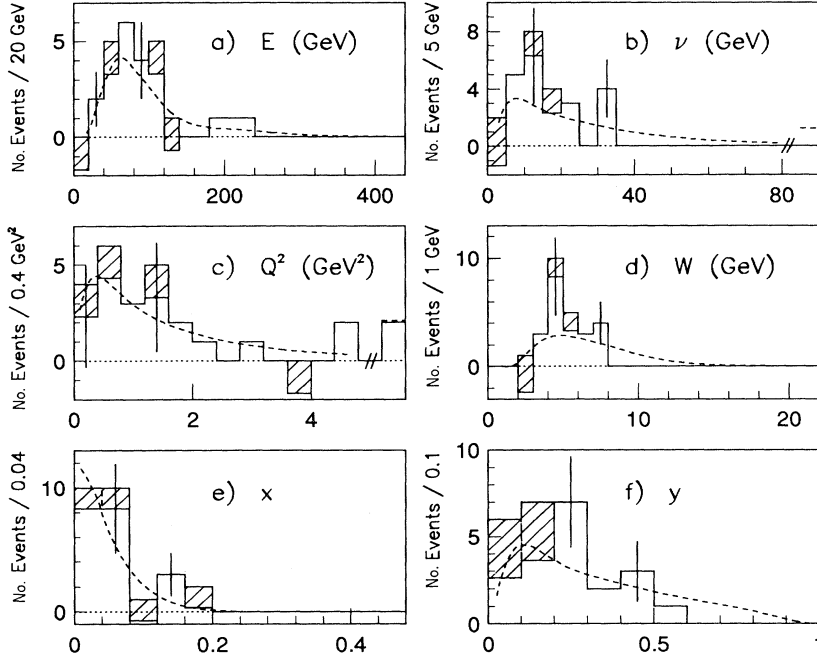 No. Events / 20 GeV
a) E (GeV)
5
0
0 200 400
No. Events / 5 GeV
b) ν (GeV)
8
4
0
0 40 80
No. Events / 0.4 GeV²
c) Q² (GeV²)
5
0
0 2 4
No. Events / 1 GeV
d) W (GeV)
10
0
0 10 20
No. Events / 0.04
e) x
10
0
0 0.2 0.4
No. Events / 0.1
f) y
10
5
0
0 0.5 1